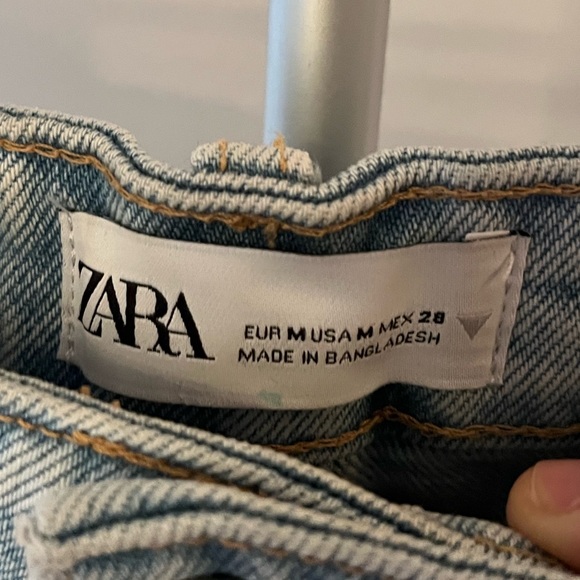 ZARA
EUR M USA M MEX 28
MADE IN BANGLADESH